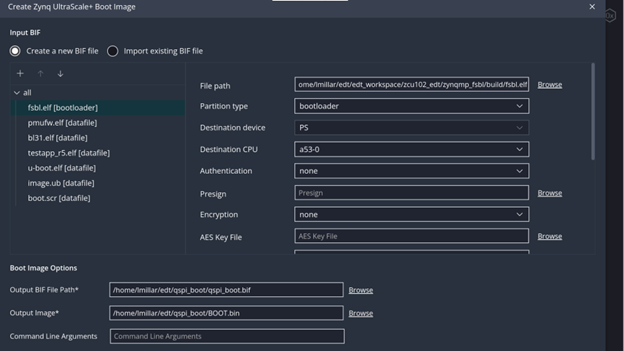 Create Zynq UltraScale+ Boot Image
Input BIF
Create a new BIF file Import existing BIF file
all
fsbl.elf [bootloader]
pmufw.elf [datafile]
bl31.elf [datafile]
testapp_r5.elf [datafile]
u-boot.elf [datafile]
image.ub [datafile]
boot.scr [datafile]
File path ome/lmillar/edt/edt_workspace/zcu102_edt/zynqmp_fsbl/build/fsbl.elf Browse
Partition type bootloader
Destination device PS
Destination CPU a53-0
Authentication none
Presign Presign Browse
Encryption none
AES Key File AES Key File Browse
Boot Image Options
Output BIF File Path* /home/lmillar/edt/qspi_boot/qspi_boot.bif Browse
Output Image* /home/lmillar/edt/qspi_boot/BOOT.bin Browse
Command Line Arguments Command Line Arguments